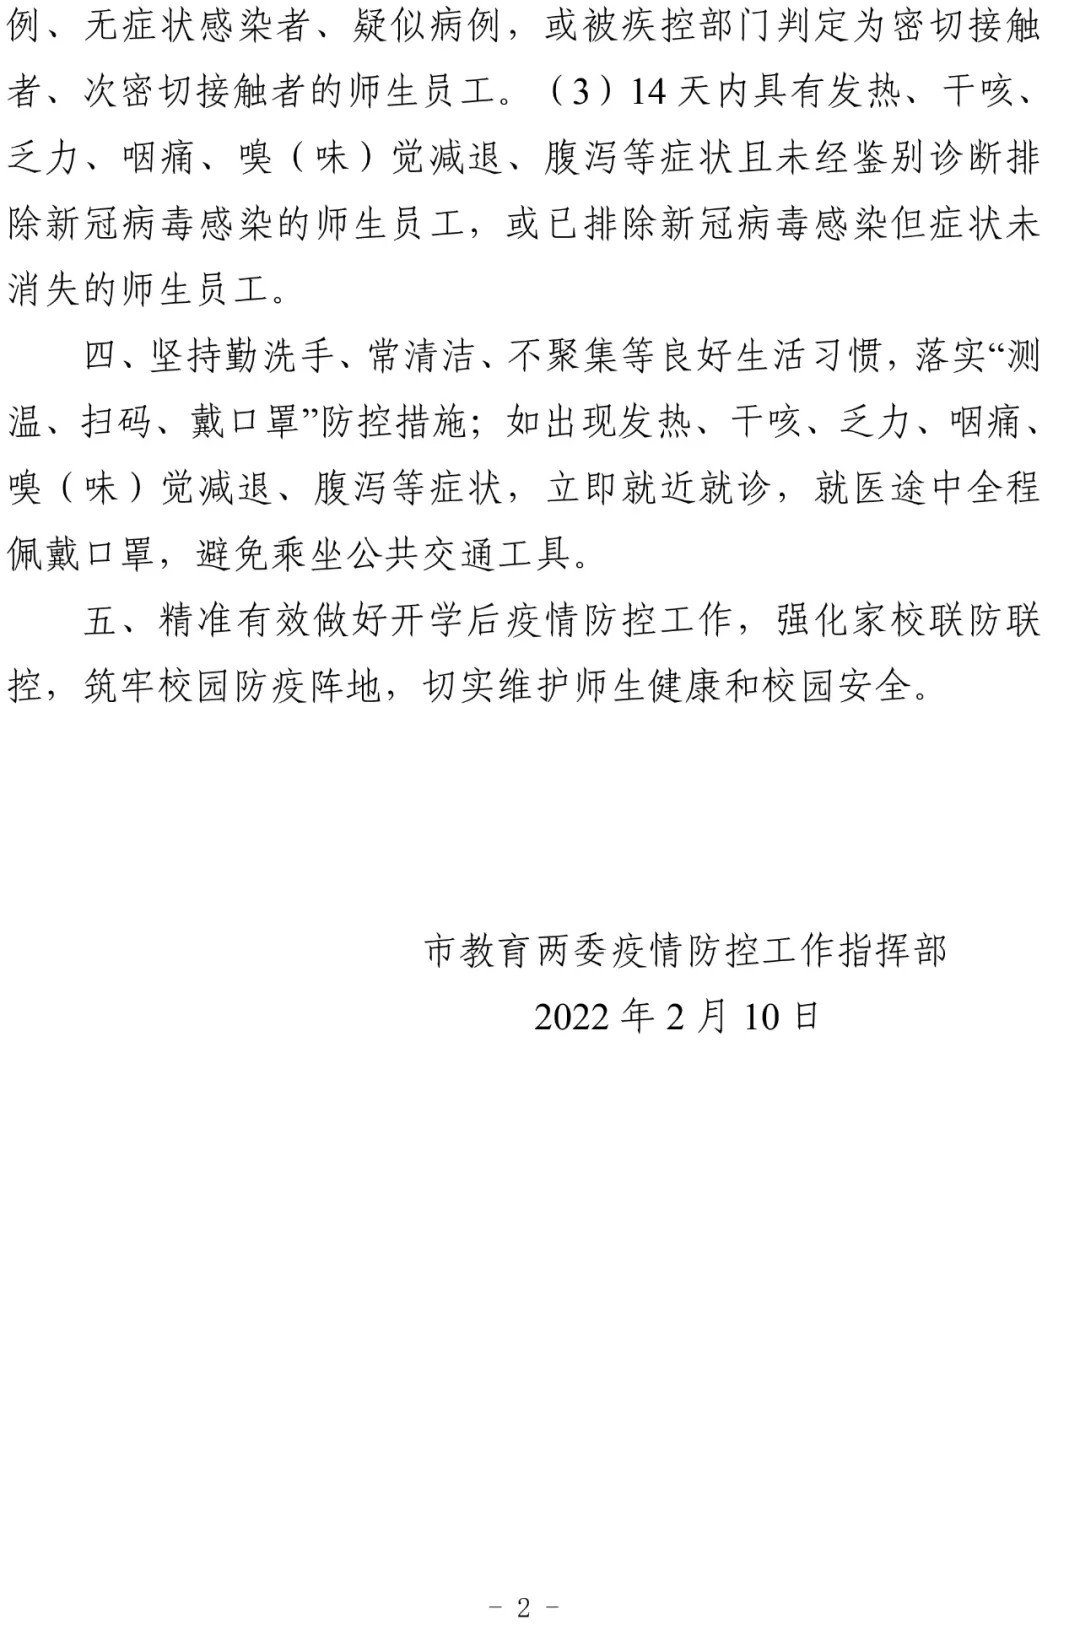 例、无症状感染者、疑似病例，或被疾控部门判定为密切接触
者、次密切接触者的师生员工。（3）14 天内具有发热、干咳、
乏力、咽痛、嗅（味）觉减退、腹泻等症状且未经鉴别诊断排
除新冠病毒感染的师生员工，或已排除新冠病毒感染但症状未
消失的师生员工。
四、坚持勤洗手、常清洁、不聚集等良好生活习惯，落实“测
温、扫码、戴口罩”防控措施；如出现发热、干咳、乏力、咽痛、
嗅（味）觉减退、腹泻等症状，立即就近就诊，就医途中全程
佩戴口罩，避免乘坐公共交通工具。
五、精准有效做好开学后疫情防控工作，强化家校联防联
控，筑牢校园防疫阵地，切实维护师生健康和校园安全。
市教育两委疫情防控工作指挥部
2022 年 2 月 10 日
- 2 -